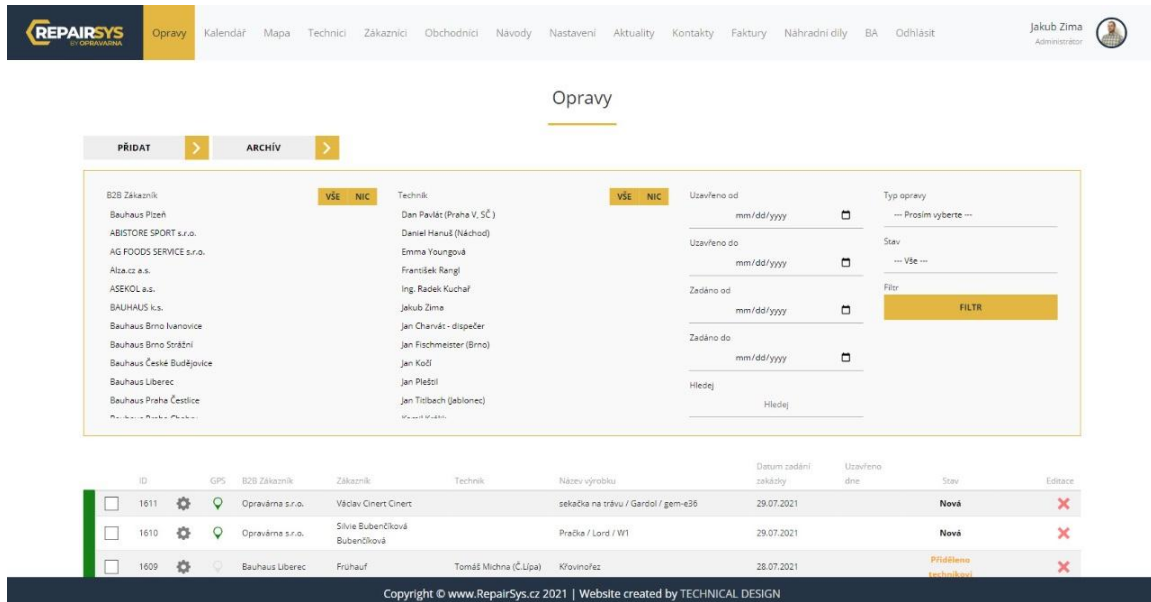 REPAIRSYS
BY OPRAVARNA
Opravy Kalendář Mapa Technici Zákazníci Obchodníci Návody Nastavení Aktuality Kontakty Faktury Náhradní díly BA Odhlásit
Jakub Zima
Administrátor
Opravy
PŘIDAT ARCHÍV
B2B Zákazník VŠE NIC
Bauhaus Plzeň
ABISTORE SPORT s.r.o.
AG FOODS SERVICE s.r.o.
Alza.cz a.s.
ASEKOL a.s.
BAUHAUS k.s.
Bauhaus Brno Ivanovice
Bauhaus Brno Strážní
Bauhaus České Budějovice
Bauhaus Liberec
Bauhaus Praha Čestlice
Technik VŠE NIC
Dan Pavlát (Praha V, SČ )
Daniel Hanuš (Náchod)
Emma Youngová
František Rangl
Ing. Radek Kuchař
Jakub Zima
Jan Charvát - dispečer
Jan Fischmeister (Brno)
Jan Kočí
Jan Pleštil
Jan Titlbach (Jablonec)
Uzavřeno od
mm/dd/yyyy
Uzavřeno do
mm/dd/yyyy
Zadáno od
mm/dd/yyyy
Zadáno do
mm/dd/yyyy
Hledej
Hledej
Typ opravy
--- Prosím vyberte ---
Stav
--- Vše ---
Filtr
FILTR
ID GPS B2B Zákazník Zákazník Technik Název výrobku Datum zadání zakázky Uzavřeno dne Stav Editace
1611 Opravárna s.r.o. Václav Cinert Cinert sekačka na trávu / Gardol / gem-e36 29.07.2021 Nová
1610 Opravárna s.r.o. Silvie Bubenčíková Bubenčíková Pračka / Lord / W1 29.07.2021 Nová
1609 Bauhaus Liberec Frühauf Tomáš Michna (Č.Lípa) Křovinořez 28.07.2021 Přiděleno technikovi
Copyright © www.RepairSys.cz 2021 | Website created by TECHNICAL DESIGN